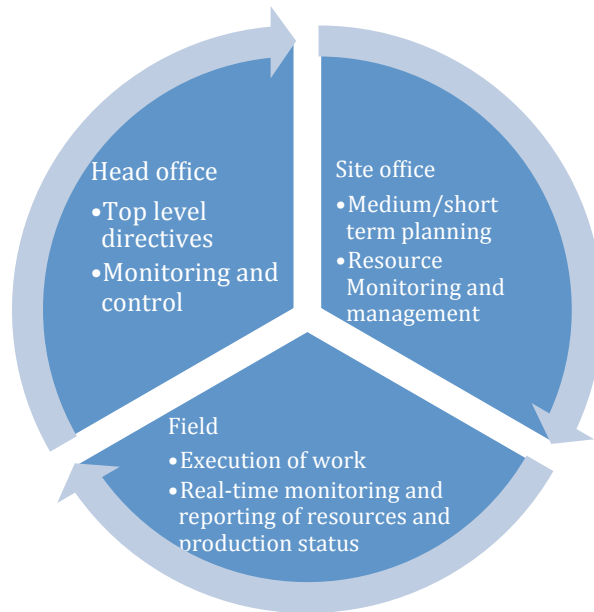 Head office
•Top level
directives
•Monitoring and
control
Site office
•Medium/short
term planning
•Resource
Monitoring and
management
Field
•Execution of work
•Real-time monitoring and
reporting of resources and
production status